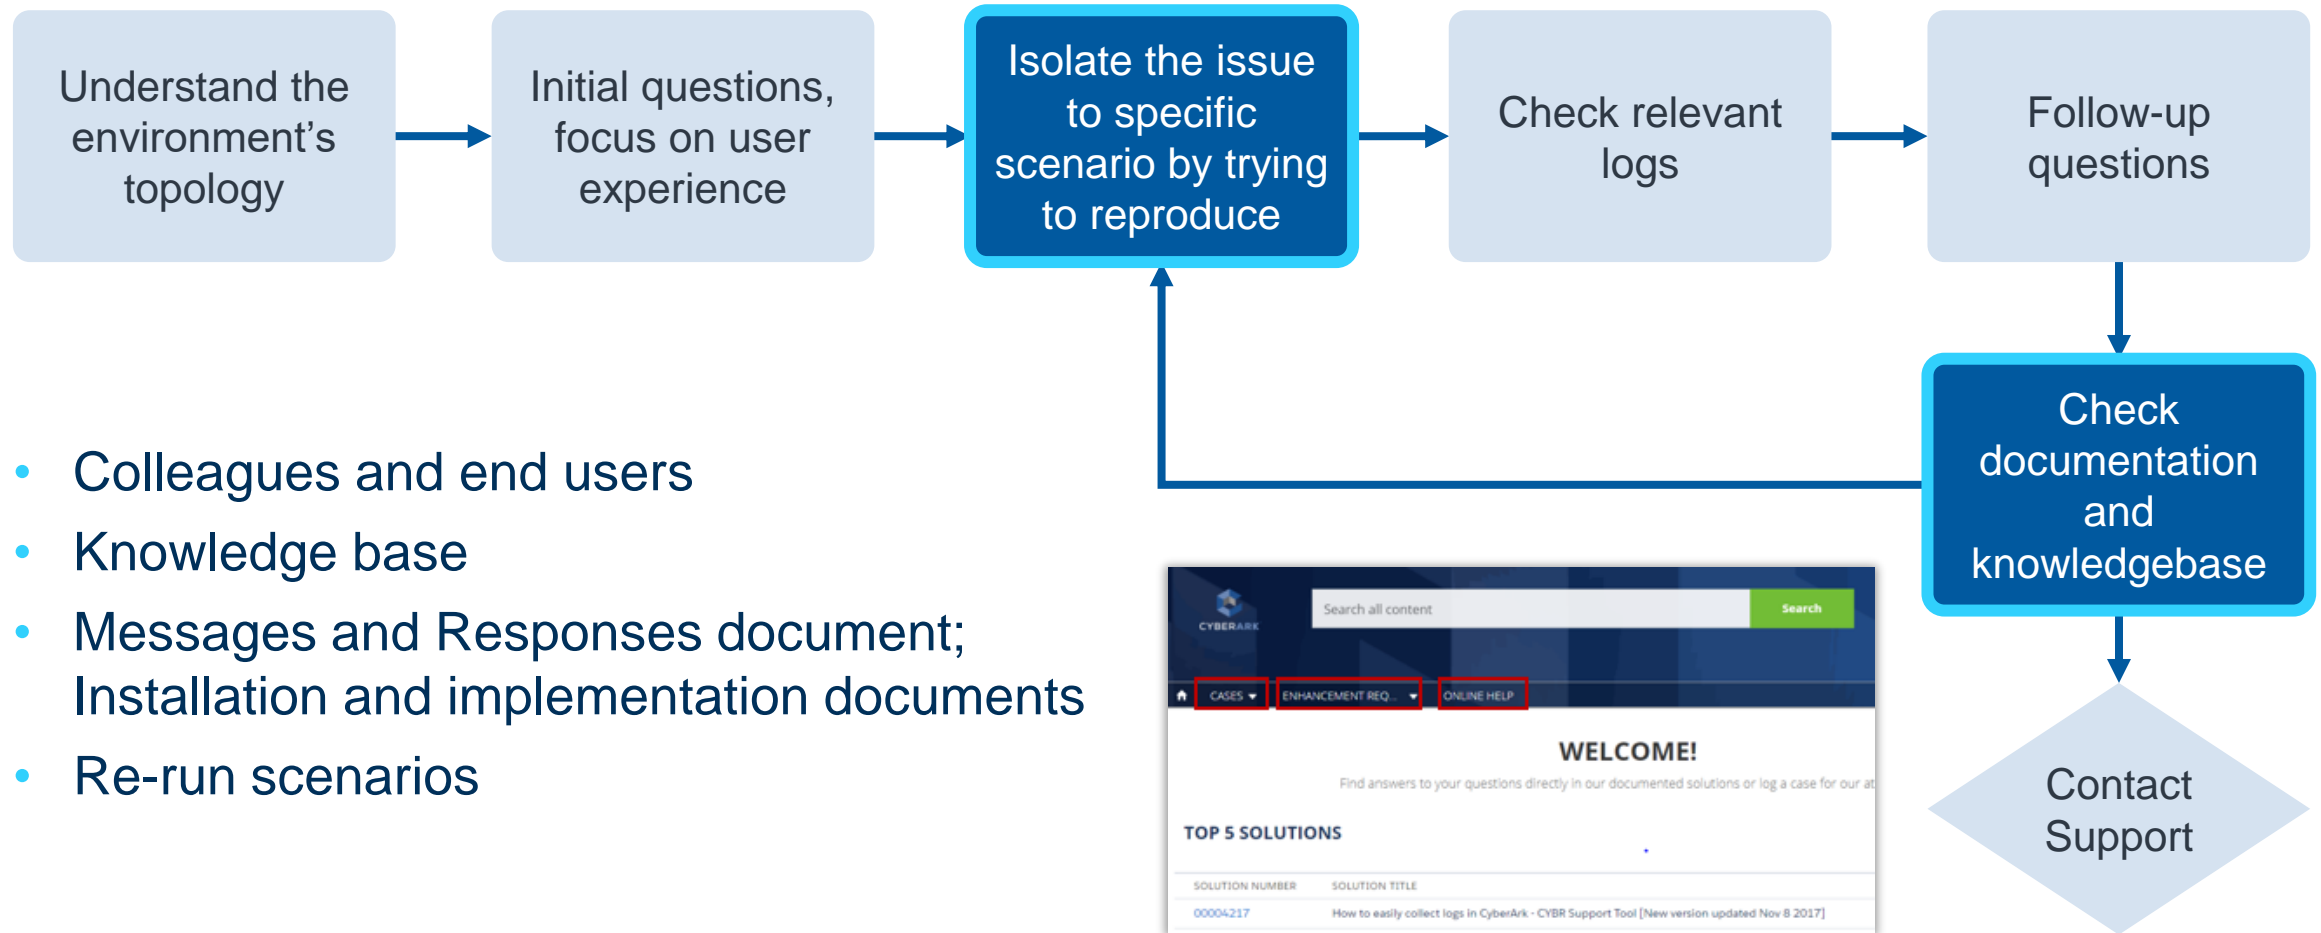 Understand the
environment's
topology
Initial questions,
focus on user
experience
Isolate the issue
to specific
scenario by trying
to reproduce
Check relevant
logs
Follow-up
questions
Check
documentation
and
knowledgebase
Contact
Support
• Colleagues and end users
• Knowledge base
• Messages and Responses document;
Installation and implementation documents
• Re-run scenarios
CYBERARK
Search all content
Search
CASES
ENHANCEMENT REQ...
ONLINE HELP
WELCOME!
Find answers to your questions directly in our documented solutions or log a case for our at
TOP 5 SOLUTIONS
SOLUTION NUMBER SOLUTION TITLE
00004217 How to easily collect logs in CyberArk - CYBR Support Tool [New version updated Nov 8 2017]